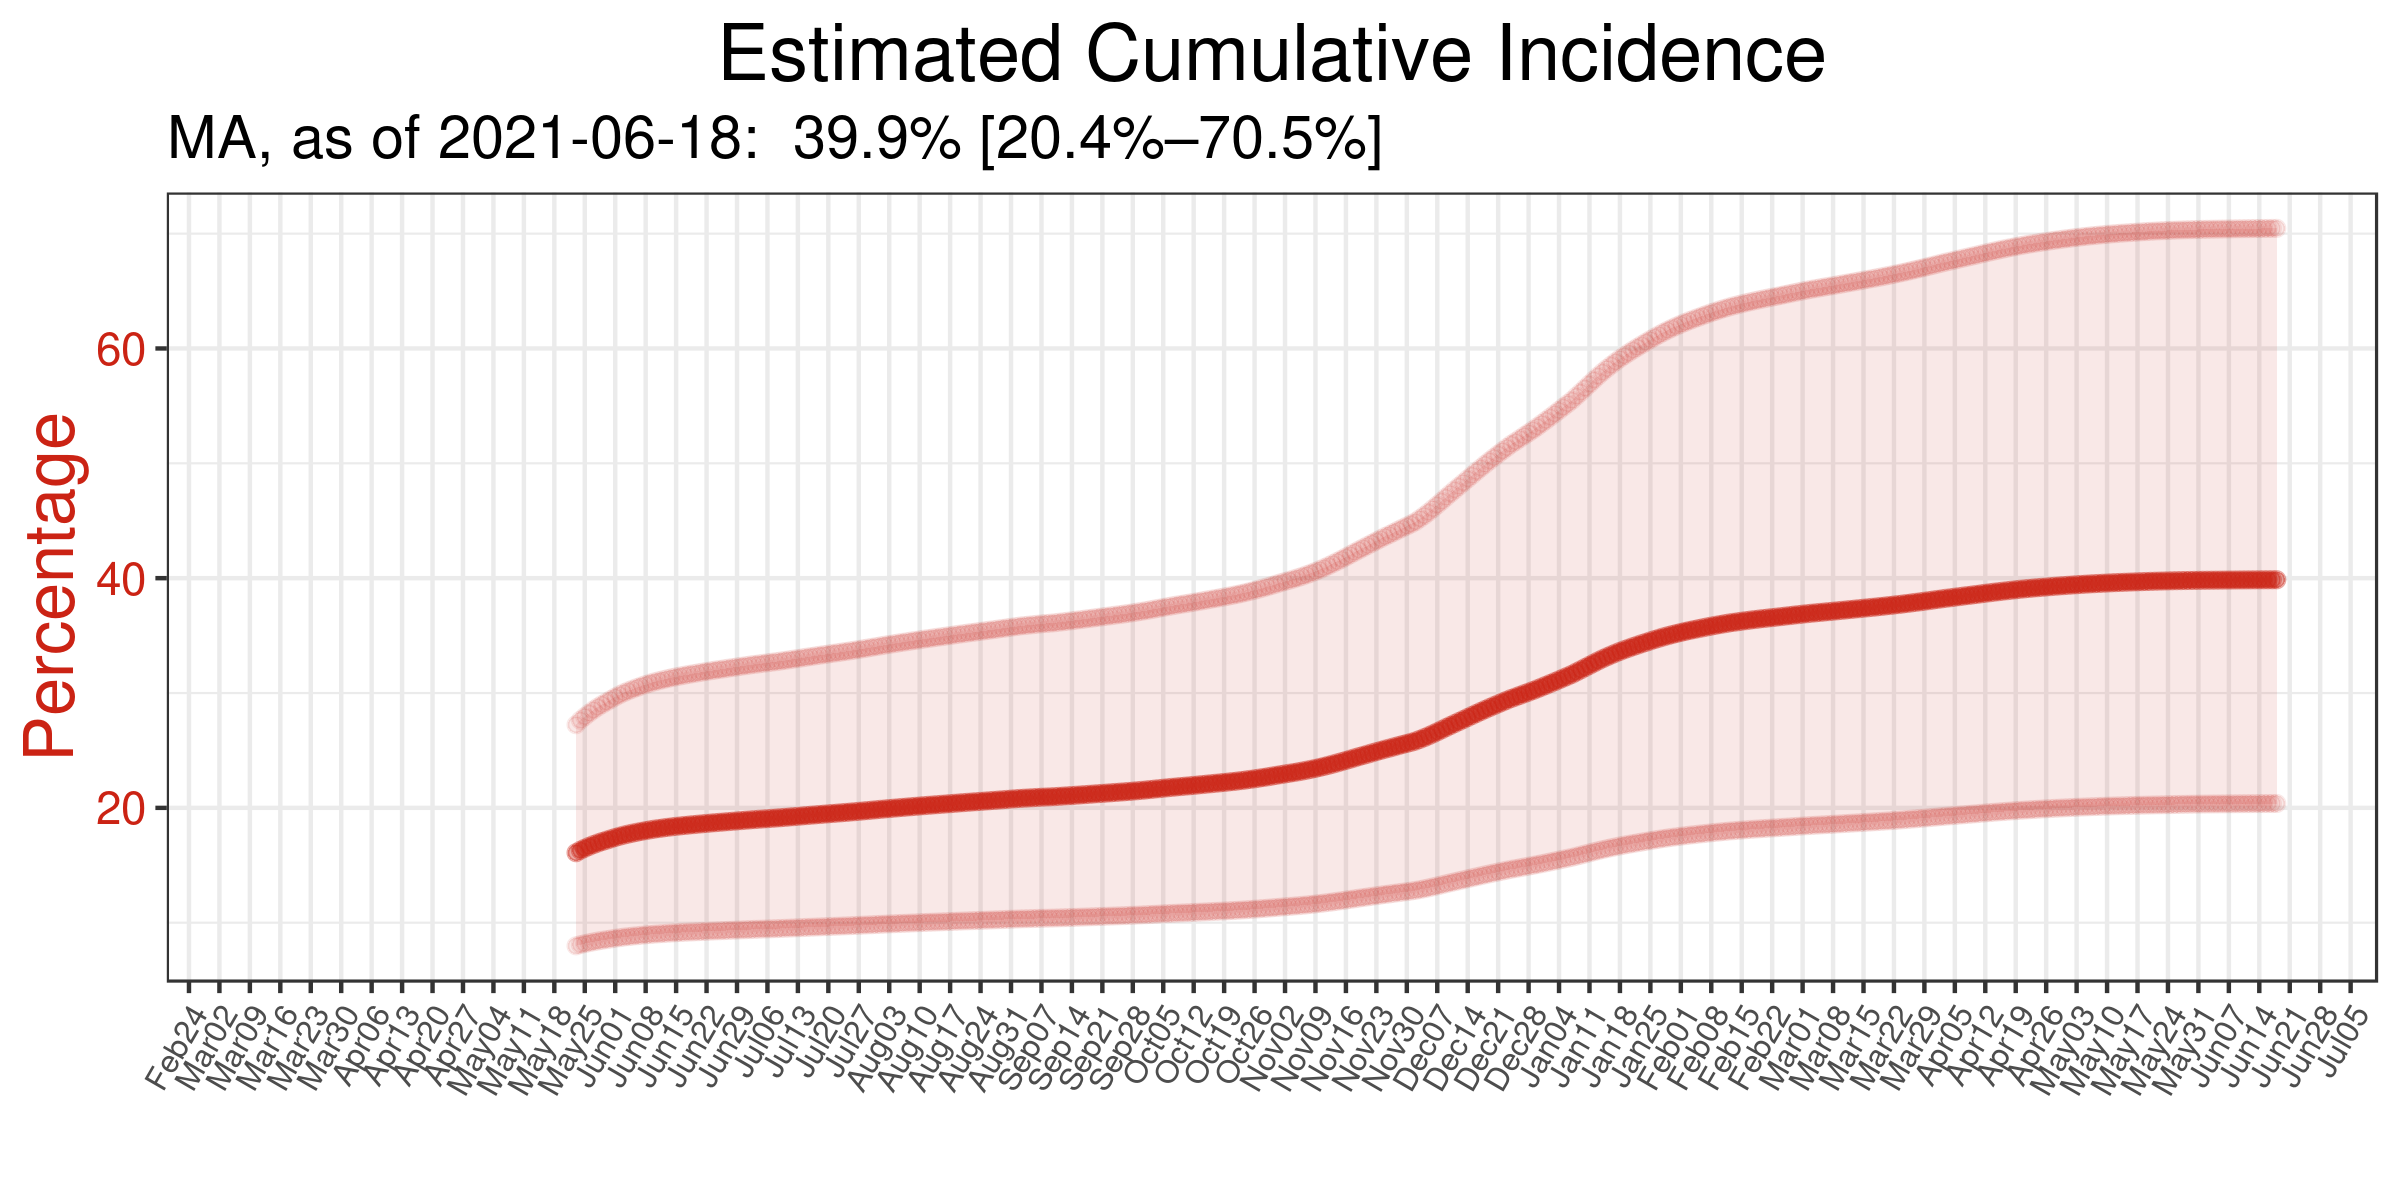 Estimated Cumulative Incidence
MA, as of 2021-06-18:  39.9% [20.4%–70.5%]
Percentage
60
40
20
Feb24
Mar02
Mar09
Mar16
Mar23
Mar30
Apr06
Apr13
Apr20
Apr27
May04
May11
May18
May25
Jun01
Jun08
Jun15
Jun22
Jun29
Jul06
Jul13
Jul20
Jul27
Aug03
Aug10
Aug17
Aug24
Aug31
Sep07
Sep14
Sep21
Sep28
Oct05
Oct12
Oct19
Oct26
Nov02
Nov09
Nov16
Nov23
Nov30
Dec07
Dec14
Dec21
Dec28
Jan04
Jan11
Jan18
Jan25
Feb01
Feb08
Feb15
Feb22
Mar01
Mar08
Mar15
Mar22
Mar29
Apr05
Apr12
Apr19
Apr26
May03
May10
May17
May24
May31
Jun07
Jun14
Jun21
Jun28
Jul05